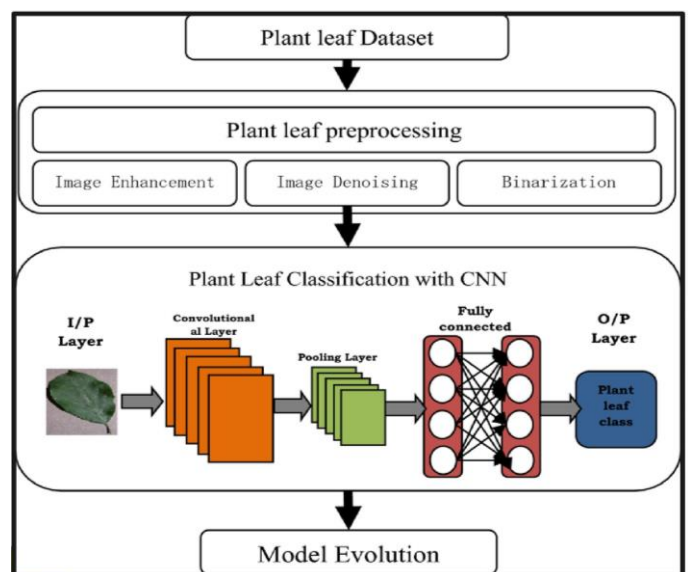 Plant leaf Dataset
Plant leaf preprocessing
Image Enhancement
Image Denoising
Binarization
Plant Leaf Classification with CNN
I/P
Layer
Convolution
al Layer
Pooling Layer
Fully
connected
O/P
Layer
Plant
leaf
class
Model Evolution